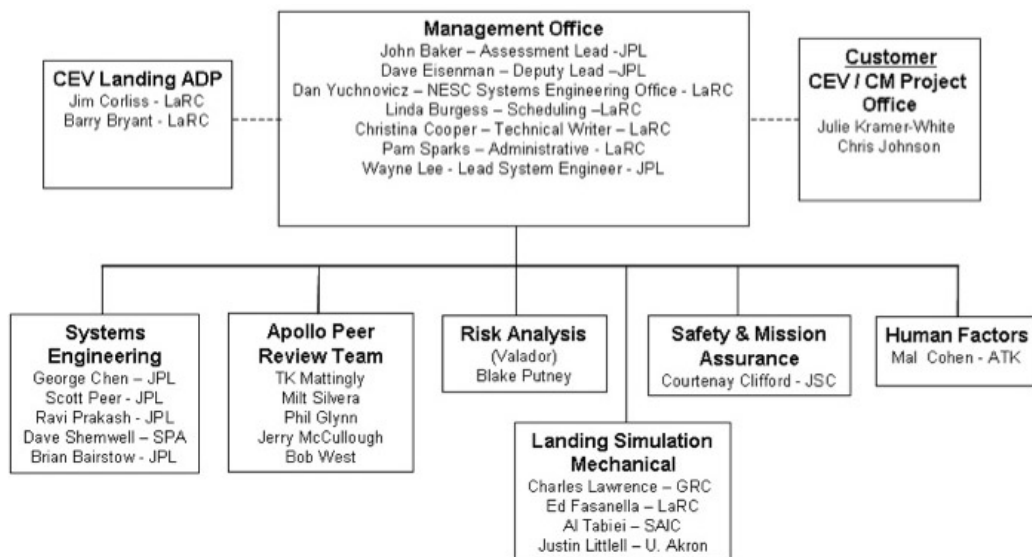 Management Office
John Baker – Assessment Lead -JPL
Dave Eisenman – Deputy Lead –JPL
Dan Yuchnovicz – NESC Systems Engineering Office - LaRC
Linda Burgess – Scheduling –LaRC
Christina Cooper – Technical Writer – LaRC
Pam Sparks – Administrative - LaRC
Wayne Lee - Lead System Engineer - JPL
CEV Landing ADP
Jim Corliss - LaRC
Barry Bryant - LaRC
Customer
CEV / CM Project
Office
Julie Kramer-White
Chris Johnson
Systems
Engineering
George Chen – JPL
Scott Peer - JPL
Ravi Prakash - JPL
Dave Shemwell – SPA
Brian Bairstow - JPL
Apollo Peer
Review Team
TK Mattingly
Milt Silvera
Phil Glynn
Jerry McCullough
Bob West
Risk Analysis
(Valador)
Blake Putney
Safety & Mission
Assurance
Courtenay Clifford - JSC
Human Factors
Mal Cohen - ATK
Landing Simulation
Mechanical
Charles Lawrence – GRC
Ed Fasanella – LaRC
Al Tabiei – SAIC
Justin Littlell – U. Akron